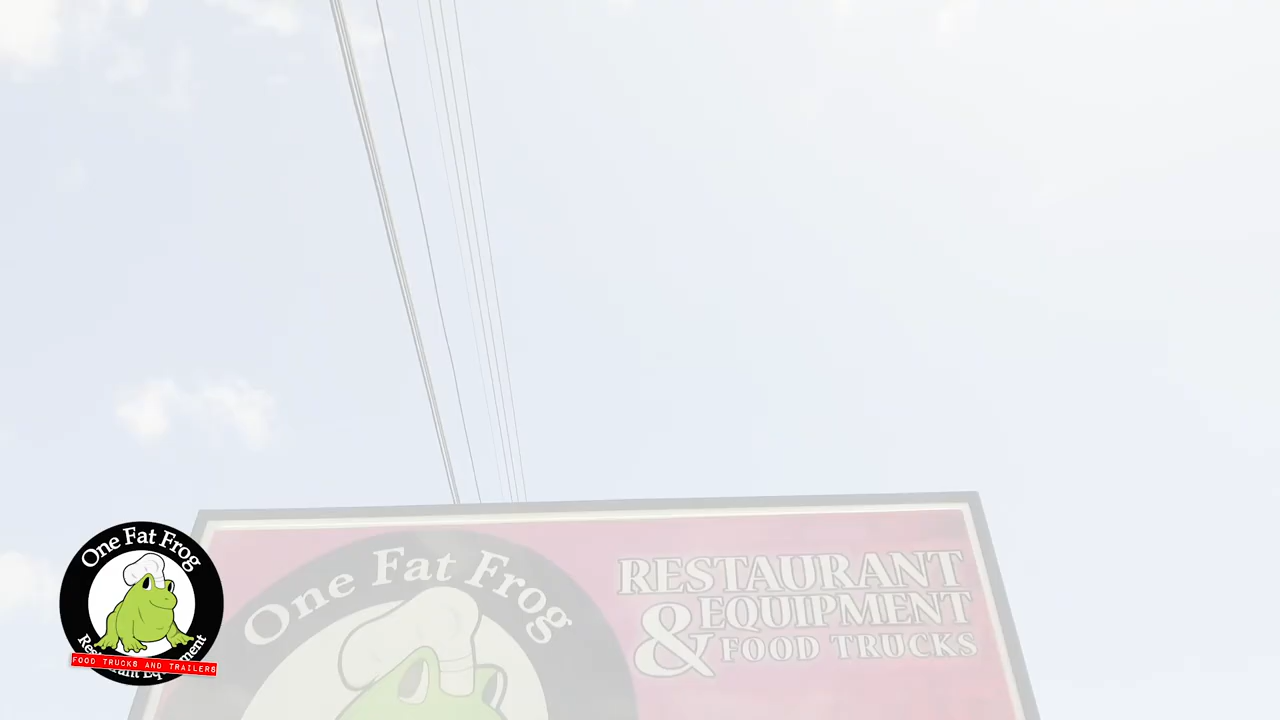 One Fat Frog
RESTAURANT
& EQUIPMENT
FOOD TRUCKS
One Fat Frog
FOOD TRUCKS AND TRAILERS